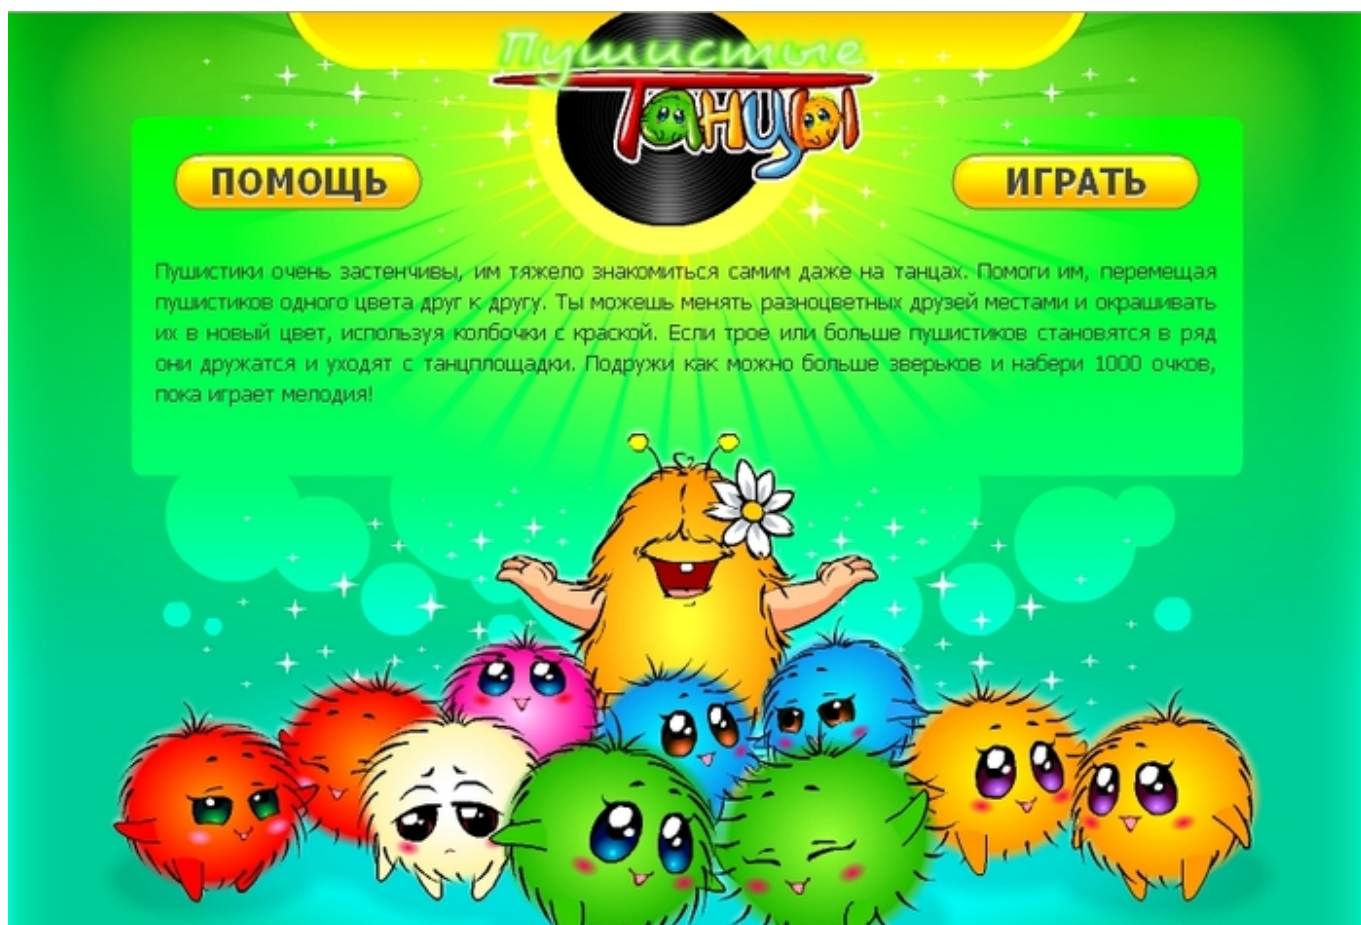 Пушистые
Танцы
ПОМОЩЬ
ИГРАТЬ
Пушистики очень застенчивы, им тяжело знакомиться самим даже на танцах. Помоги им, перемещая
пушистиков одного цвета друг к другу. Ты можешь менять разноцветных друзей местами и окрашивать
их в новый цвет, используя колбочки с краской. Если трое или больше пушистиков становятся в ряд
они дружатся и уходят с танцплощадки. Подружи как можно больше зверьков и набери 1000 очков,
пока играет мелодия!